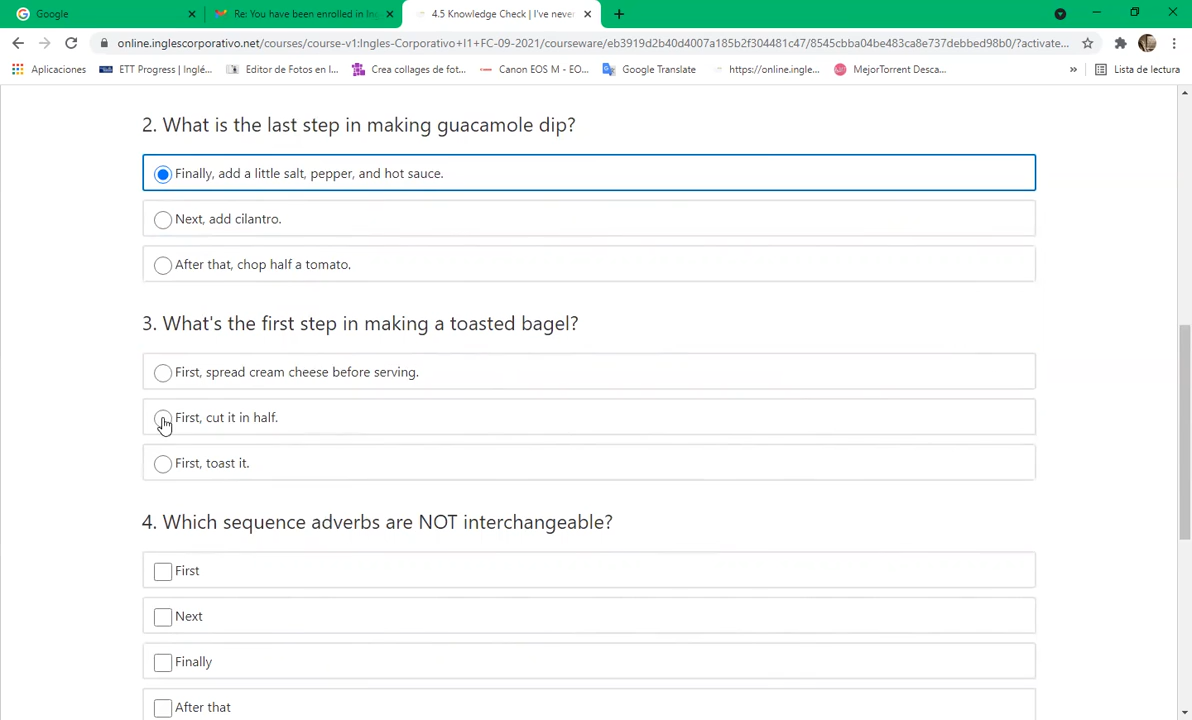 Google
Re: You have been enrolled in Ing
4.5 Knowledge Check | I've never
online.inglescorporativo.net/courses/course-v1:Ingles-Corporativo+I1+FC-09-2021/courseware/eb3919d2b40d4007a185b2f304481c47/8545cbba04be483ca8e737debbed98b0/?activate...
Aplicaciones
ETT Progress | Inglé...
Editor de Fotos en l...
Crea collages de fot...
Canon EOS M - EO...
Google Translate
https://online.ingle...
MejorTorrent Desca...
»
Lista de lectura
2. What is the last step in making guacamole dip?
Finally, add a little salt, pepper, and hot sauce.
Next, add cilantro.
After that, chop half a tomato.
3. What's the first step in making a toasted bagel?
First, spread cream cheese before serving.
First, cut it in half.
First, toast it.
4. Which sequence adverbs are NOT interchangeable?
First
Next
Finally
After that